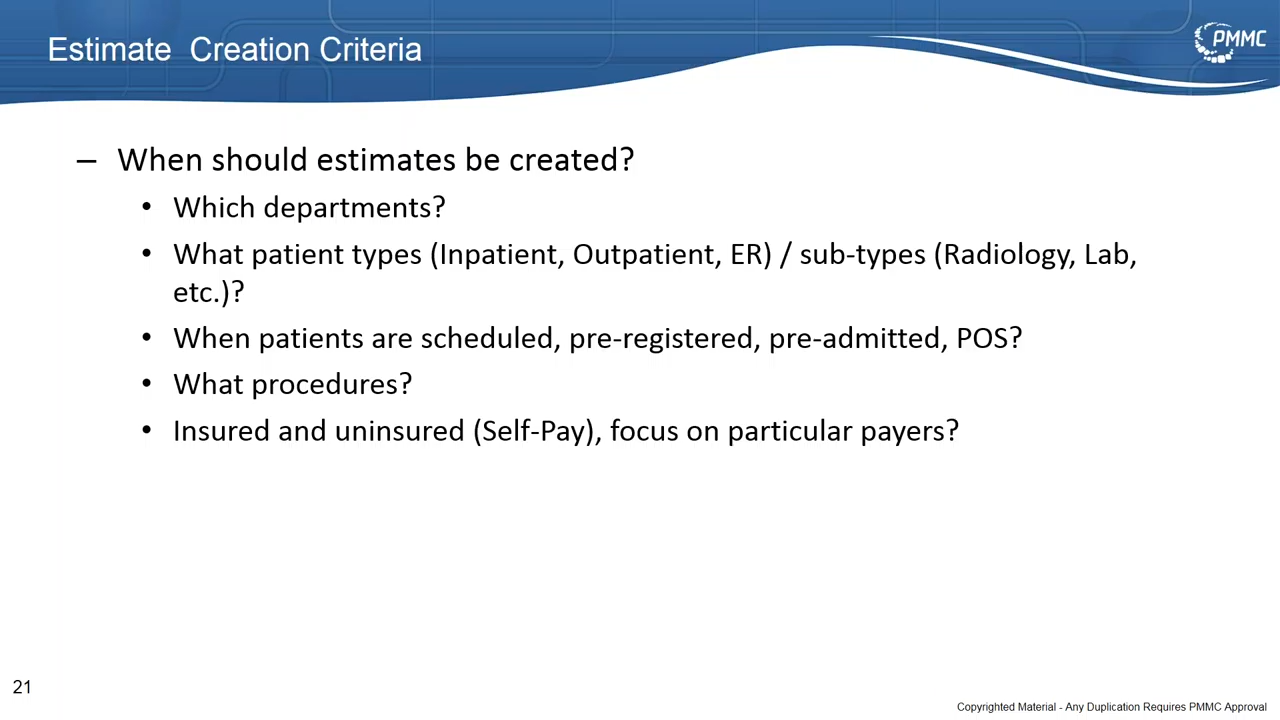 Estimate  Creation Criteria
PMMC
– When should estimates be created?
• Which departments?
• What patient types (Inpatient, Outpatient, ER) / sub-types (Radiology, Lab,
etc.)?
• When patients are scheduled, pre-registered, pre-admitted, POS?
• What procedures?
• Insured and uninsured (Self-Pay), focus on particular payers?
21
Copyrighted Material - Any Duplication Requires PMMC Approval